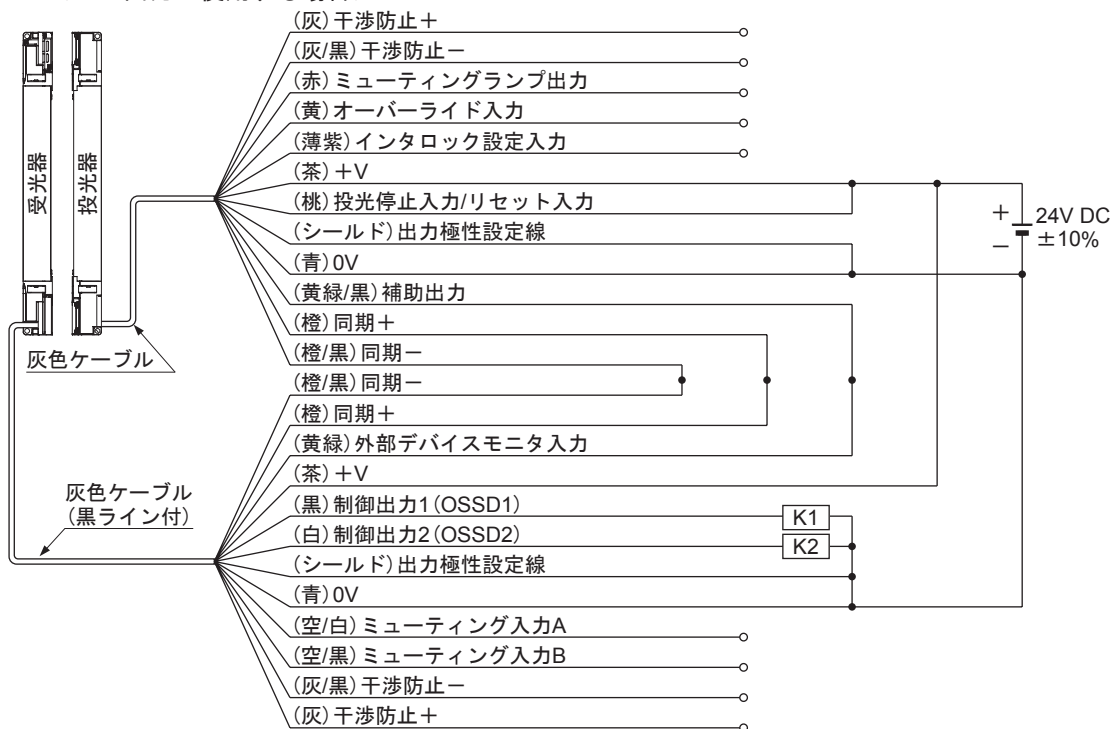 (灰)干渉防止＋
(灰/黒)干渉防止－
(赤)ミューティングランプ出力
(黄)オーバーライド入力
(薄紫)インタロック設定入力
(茶)＋V
(桃)投光停止入力/リセット入力
(シールド)出力極性設定線
(青)0V
(黄緑/黒)補助出力
(橙)同期＋
(橙/黒)同期－
(橙/黒)同期－
(橙)同期＋
(黄緑)外部デバイスモニタ入力
(茶)＋V
(黒)制御出力1(OSSD1)
(白)制御出力2(OSSD2)
(シールド)出力極性設定線
(青)0V
(空/白)ミューティング入力A
(空/黒)ミューティング入力B
(灰/黒)干渉防止－
(灰)干渉防止＋
受光器
投光器
灰色ケーブル
灰色ケーブル
(黒ライン付)
K1
K2
＋
－
24V DC
±10%